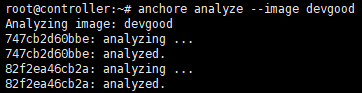 root@controller:~# anchore analyze --image devgood
Analyzing image: devgood
747cb2d60bbe: analyzing ...
747cb2d60bbe: analyzed.
82f2ea46cb2a: analyzing ...
82f2ea46cb2a: analyzed.